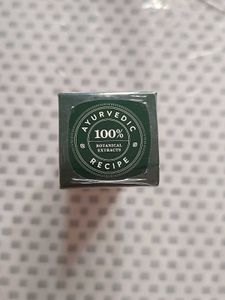 AYURVEDIC
100%
BOTANICAL
EXTRACTS
RECIPE